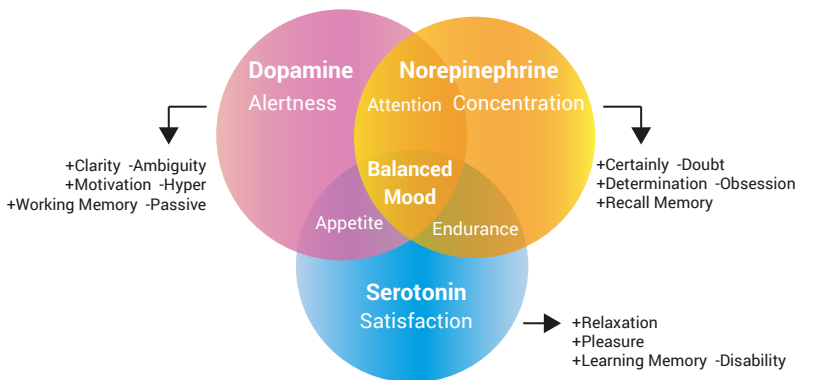 Dopamine
Alertness
Norepinephrine
Attention
Concentration
Balanced
Mood
Appetite
Endurance
Serotonin
Satisfaction
+Clarity -Ambiguity
+Motivation -Hyper
+Working Memory -Passive
+Certainly -Doubt
+Determination -Obsession
+Recall Memory
+Relaxation
+Pleasure
+Learning Memory -Disability